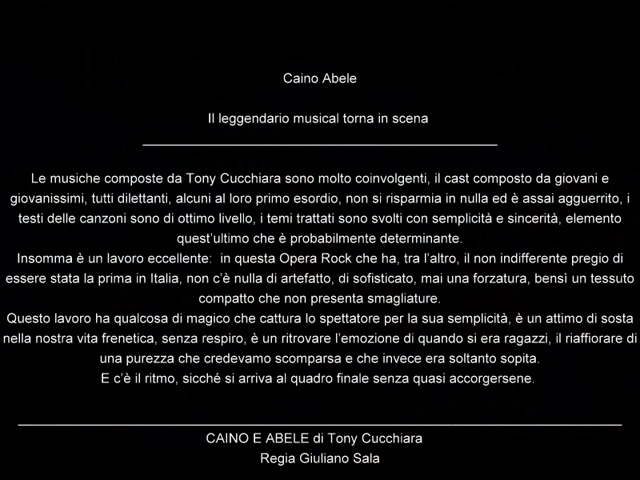 Caino Abele
Il leggendario musical torna in scena
Le musiche composte da Tony Cucchiara sono molto coinvolgenti, il cast composto da giovani e
giovanissimi, tutti dilettanti, alcuni al loro primo esordio, non si risparmia in nulla ed è assai agguerrito, i
testi delle canzoni sono di ottimo livello, i temi trattati sono svolti con semplicità e sincerità, elemento
quest'ultimo che è probabilmente determinante.
Insomma è un lavoro eccellente:  in questa Opera Rock che ha, tra l'altro, il non indifferente pregio di
essere stata la prima in Italia, non c'è nulla di artefatto, di sofisticato, mai una forzatura, bensì un tessuto
compatto che non presenta smagliature.
Questo lavoro ha qualcosa di magico che cattura lo spettatore per la sua semplicità, è un attimo di sosta
nella nostra vita frenetica, senza respiro, è un ritrovare l'emozione di quando si era ragazzi, il riaffiorare di
una purezza che credevamo scomparsa e che invece era soltanto sopita.
E c'è il ritmo, sicché si arriva al quadro finale senza quasi accorgersene.
CAINO E ABELE di Tony Cucchiara
Regia Giuliano Sala